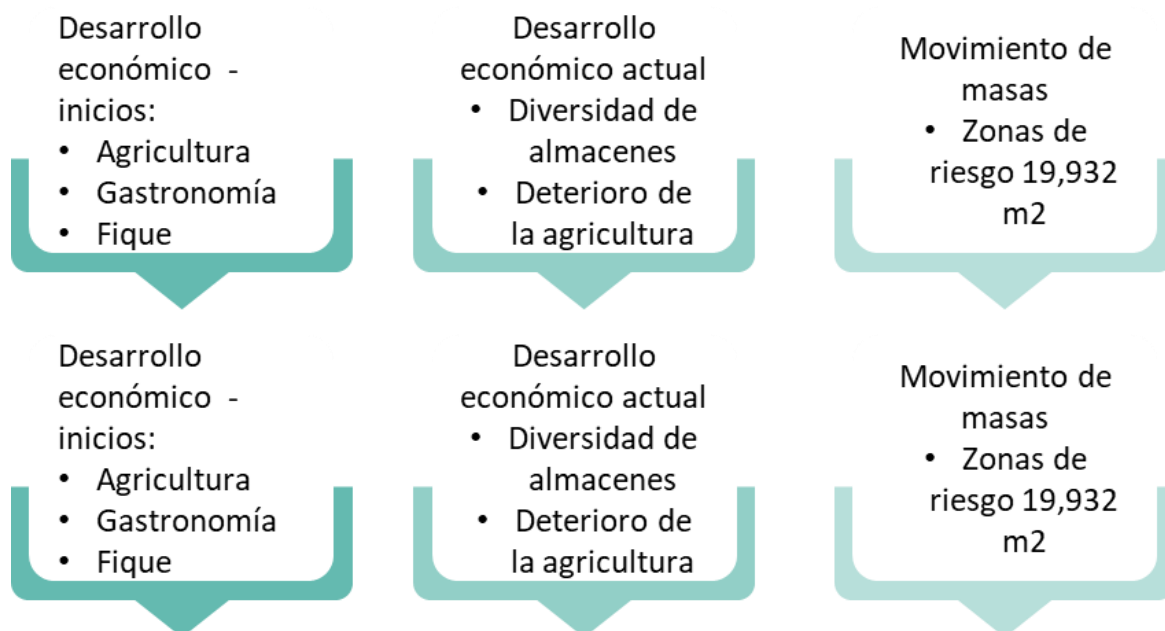 Desarrollo
económico -
inicios:
• Agricultura
• Gastronomía
• Fique
Desarrollo
económico actual
• Diversidad de
almacenes
• Deterioro de
la agricultura
Movimiento de
masas
• Zonas de
riesgo 19,932
m2
Desarrollo
económico -
inicios:
• Agricultura
• Gastronomía
• Fique
Desarrollo
económico actual
• Diversidad de
almacenes
• Deterioro de
la agricultura
Movimiento de
masas
• Zonas de
riesgo 19,932
m2